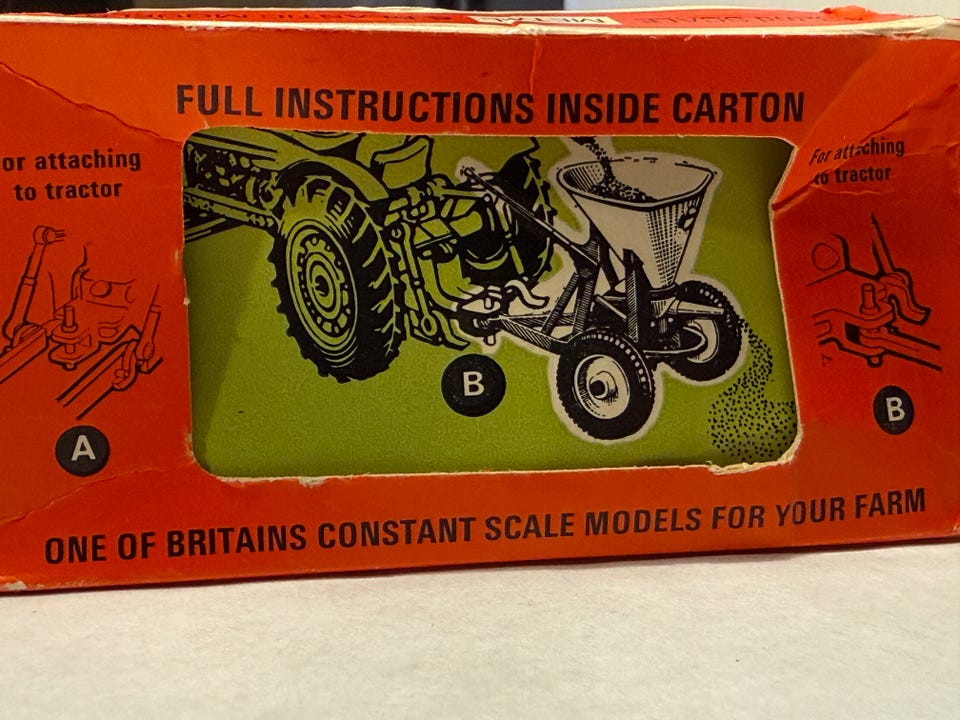 METAL
FULL INSTRUCTIONS INSIDE CARTON
or attaching
to tractor
For attaching
to tractor
B
A
B
ONE OF BRITAINS CONSTANT SCALE MODELS FOR YOUR FARM